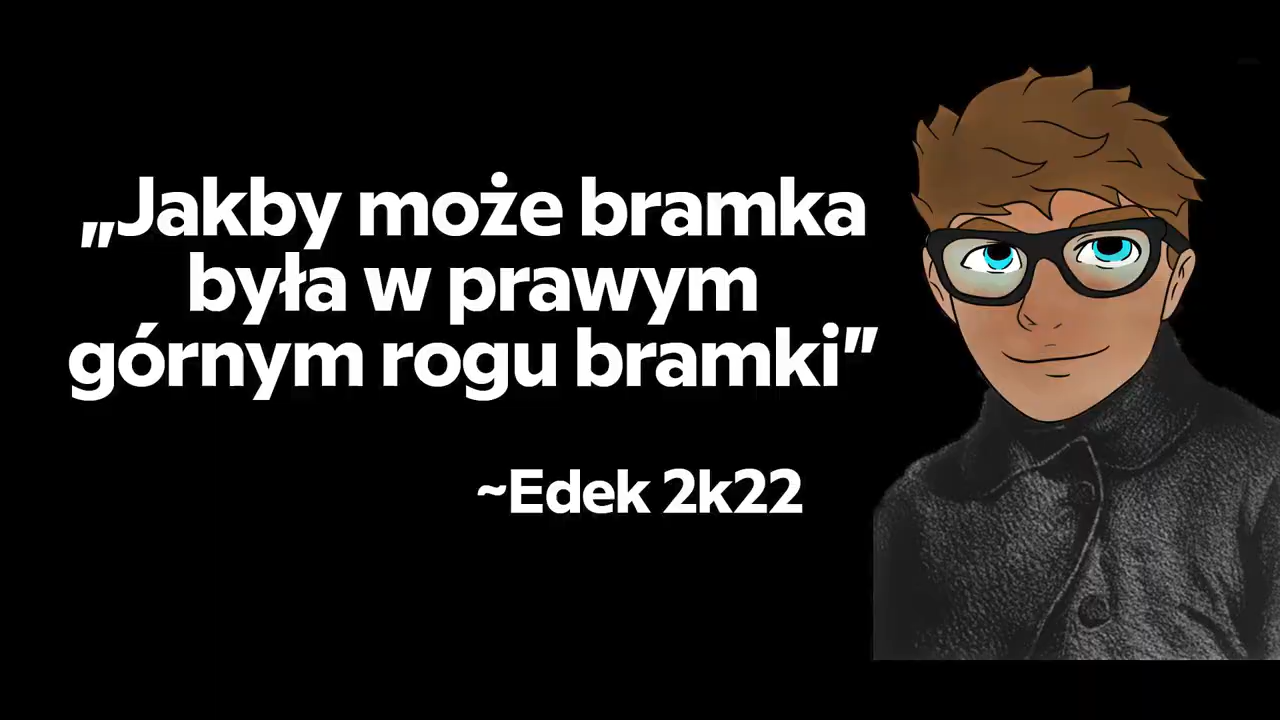 „Jakby może bramka
była w prawym
górnym rogu bramki"
~Edek 2k22